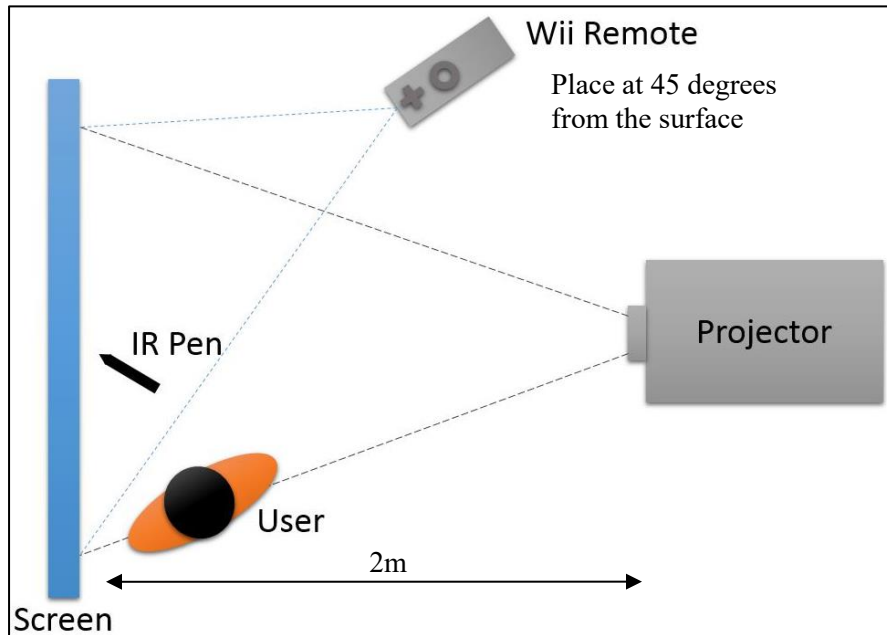 Wii Remote
Place at 45 degrees
from the surface
Projector
IR Pen
User
2m
Screen